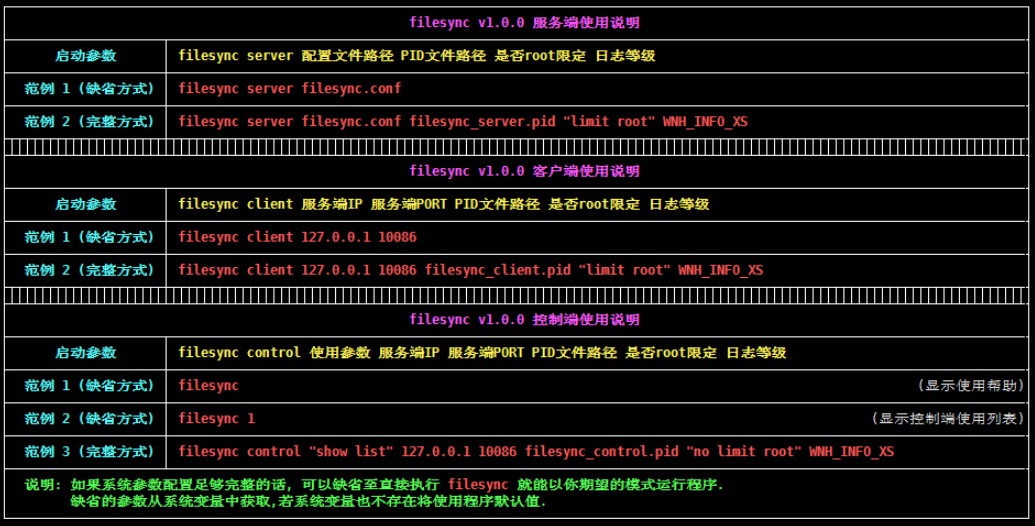 filesync v1.0.0 服务端使用说明
启动参数 filesync server 配置文件路径 PID文件路径 是否root限定 日志等级
范例 1 (缺省方式) filesync server filesync.conf
范例 2 (完整方式) filesync server filesync.conf filesync_server.pid "limit root" WNH_INFO_XS
filesync v1.0.0 客户端使用说明
启动参数 filesync client 服务端IP 服务端PORT PID文件路径 是否root限定 日志等级
范例 1 (缺省方式) filesync client 127.0.0.1 10086
范例 2 (完整方式) filesync client 127.0.0.1 10086 filesync_client.pid "limit root" WNH_INFO_XS
filesync v1.0.0 控制端使用说明
启动参数 filesync control 使用参数 服务端IP 服务端PORT PID文件路径 是否root限定 日志等级
范例 1 (缺省方式) filesync (显示使用帮助)
范例 2 (缺省方式) filesync 1 (显示控制端使用列表)
范例 3 (完整方式) filesync control "show list" 127.0.0.1 10086 filesync_control.pid "no limit root" WNH_INFO_XS
说明: 如果系统参数配置足够完整的话, 可以缺省至直接执行 filesync 就能以你期望的模式运行程序.
缺省的参数从系统变量中获取,若系统变量也不存在将使用程序默认值.